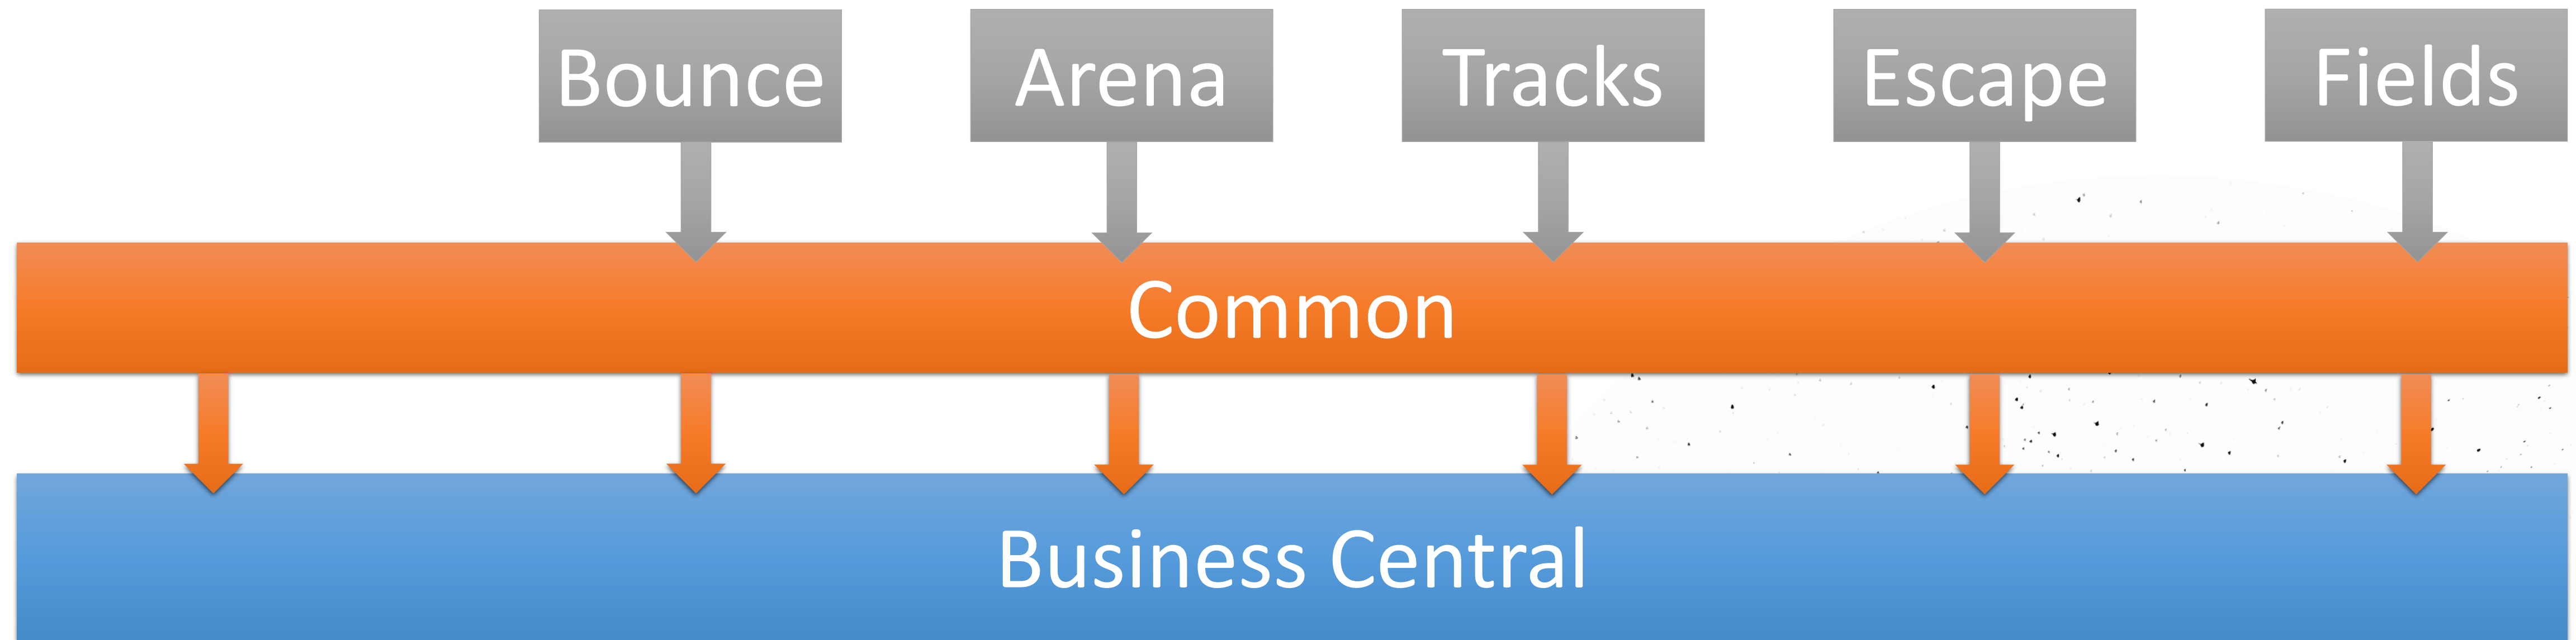 Bounce
Arena
Tracks
Escape
Fields
Common
Business Central